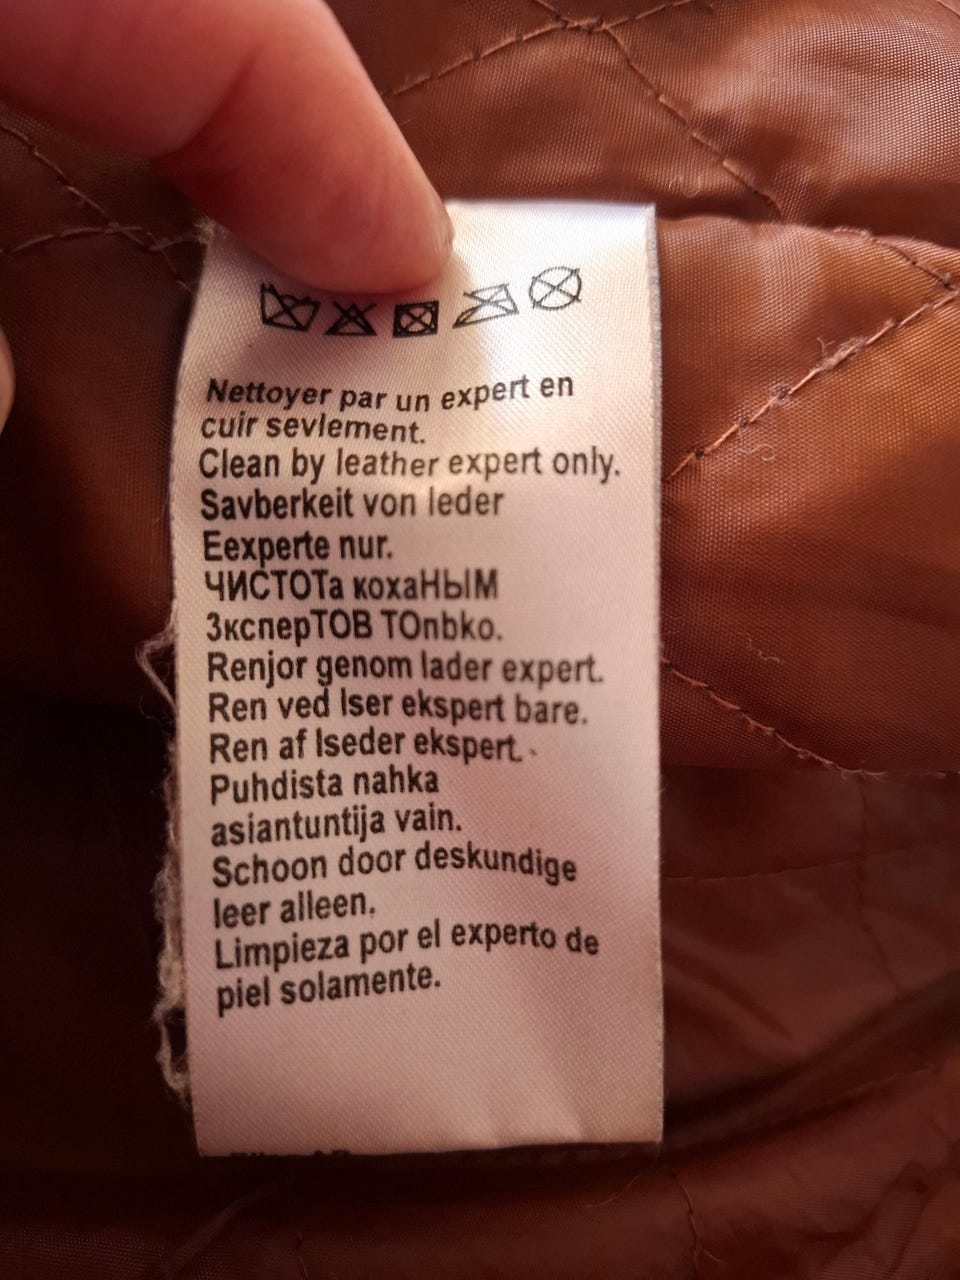 Nettoyer par un expert en
cuir sevlement.
Clean by leather expert only.
Savberkeit von leder
Eexperte nur.
ЧИСТОТа кохаНЫМ
ЗкспеpTOB TOnbko.
Renjor genom lader expert.
Ren ved lser ekspert bare.
Ren af lseder ekspert.
Puhdista nahka
asiantuntija vain.
Schoon door deskundige
leer alleen.
Limpieza por el experto de
piel solamente.